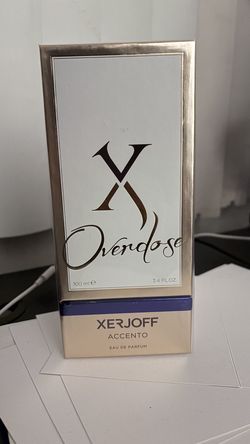 X
Overdose
100 ml ℮ 3.4 FL.OZ.
XERJOFF
ACCENTO
EAU DE PARFUM